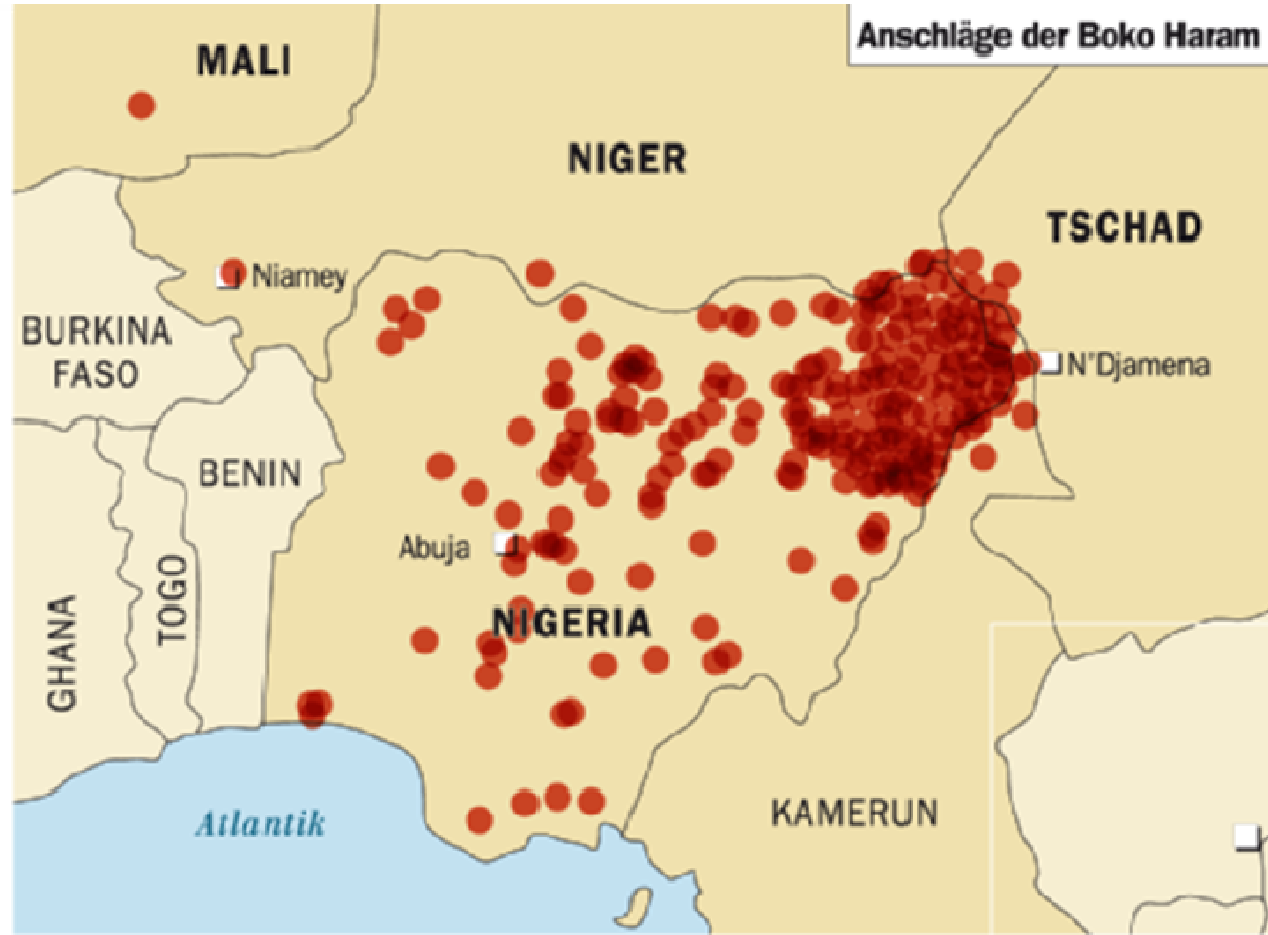 Anschläge der Boko Haram
MALI
NIGER
TSCHAD
Niamey
BURKINA
FASO
N'Djamena
BENIN
Abuja
TOGO
GHANA
NIGERIA
KAMERUN
Atlantik